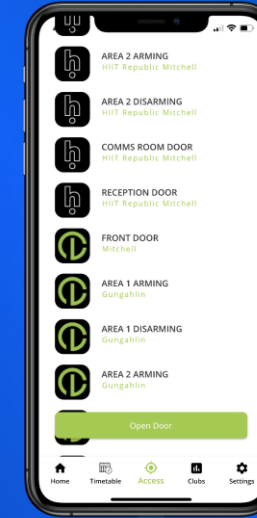 AREA 2 ARMING
HIIT Republic Mitchell
AREA 2 DISARMING
HIIT Republic Mitchell
COMMS ROOM DOOR
HIIT Republic Mitchell
RECEPTION DOOR
HIIT Republic Mitchell
FRONT DOOR
Mitchell
AREA 1 ARMING
Gungahlin
AREA 1 DISARMING
Gungahlin
AREA 2 ARMING
Gungahlin
Open Door
Home
Timetable
Access
Clubs
Settings